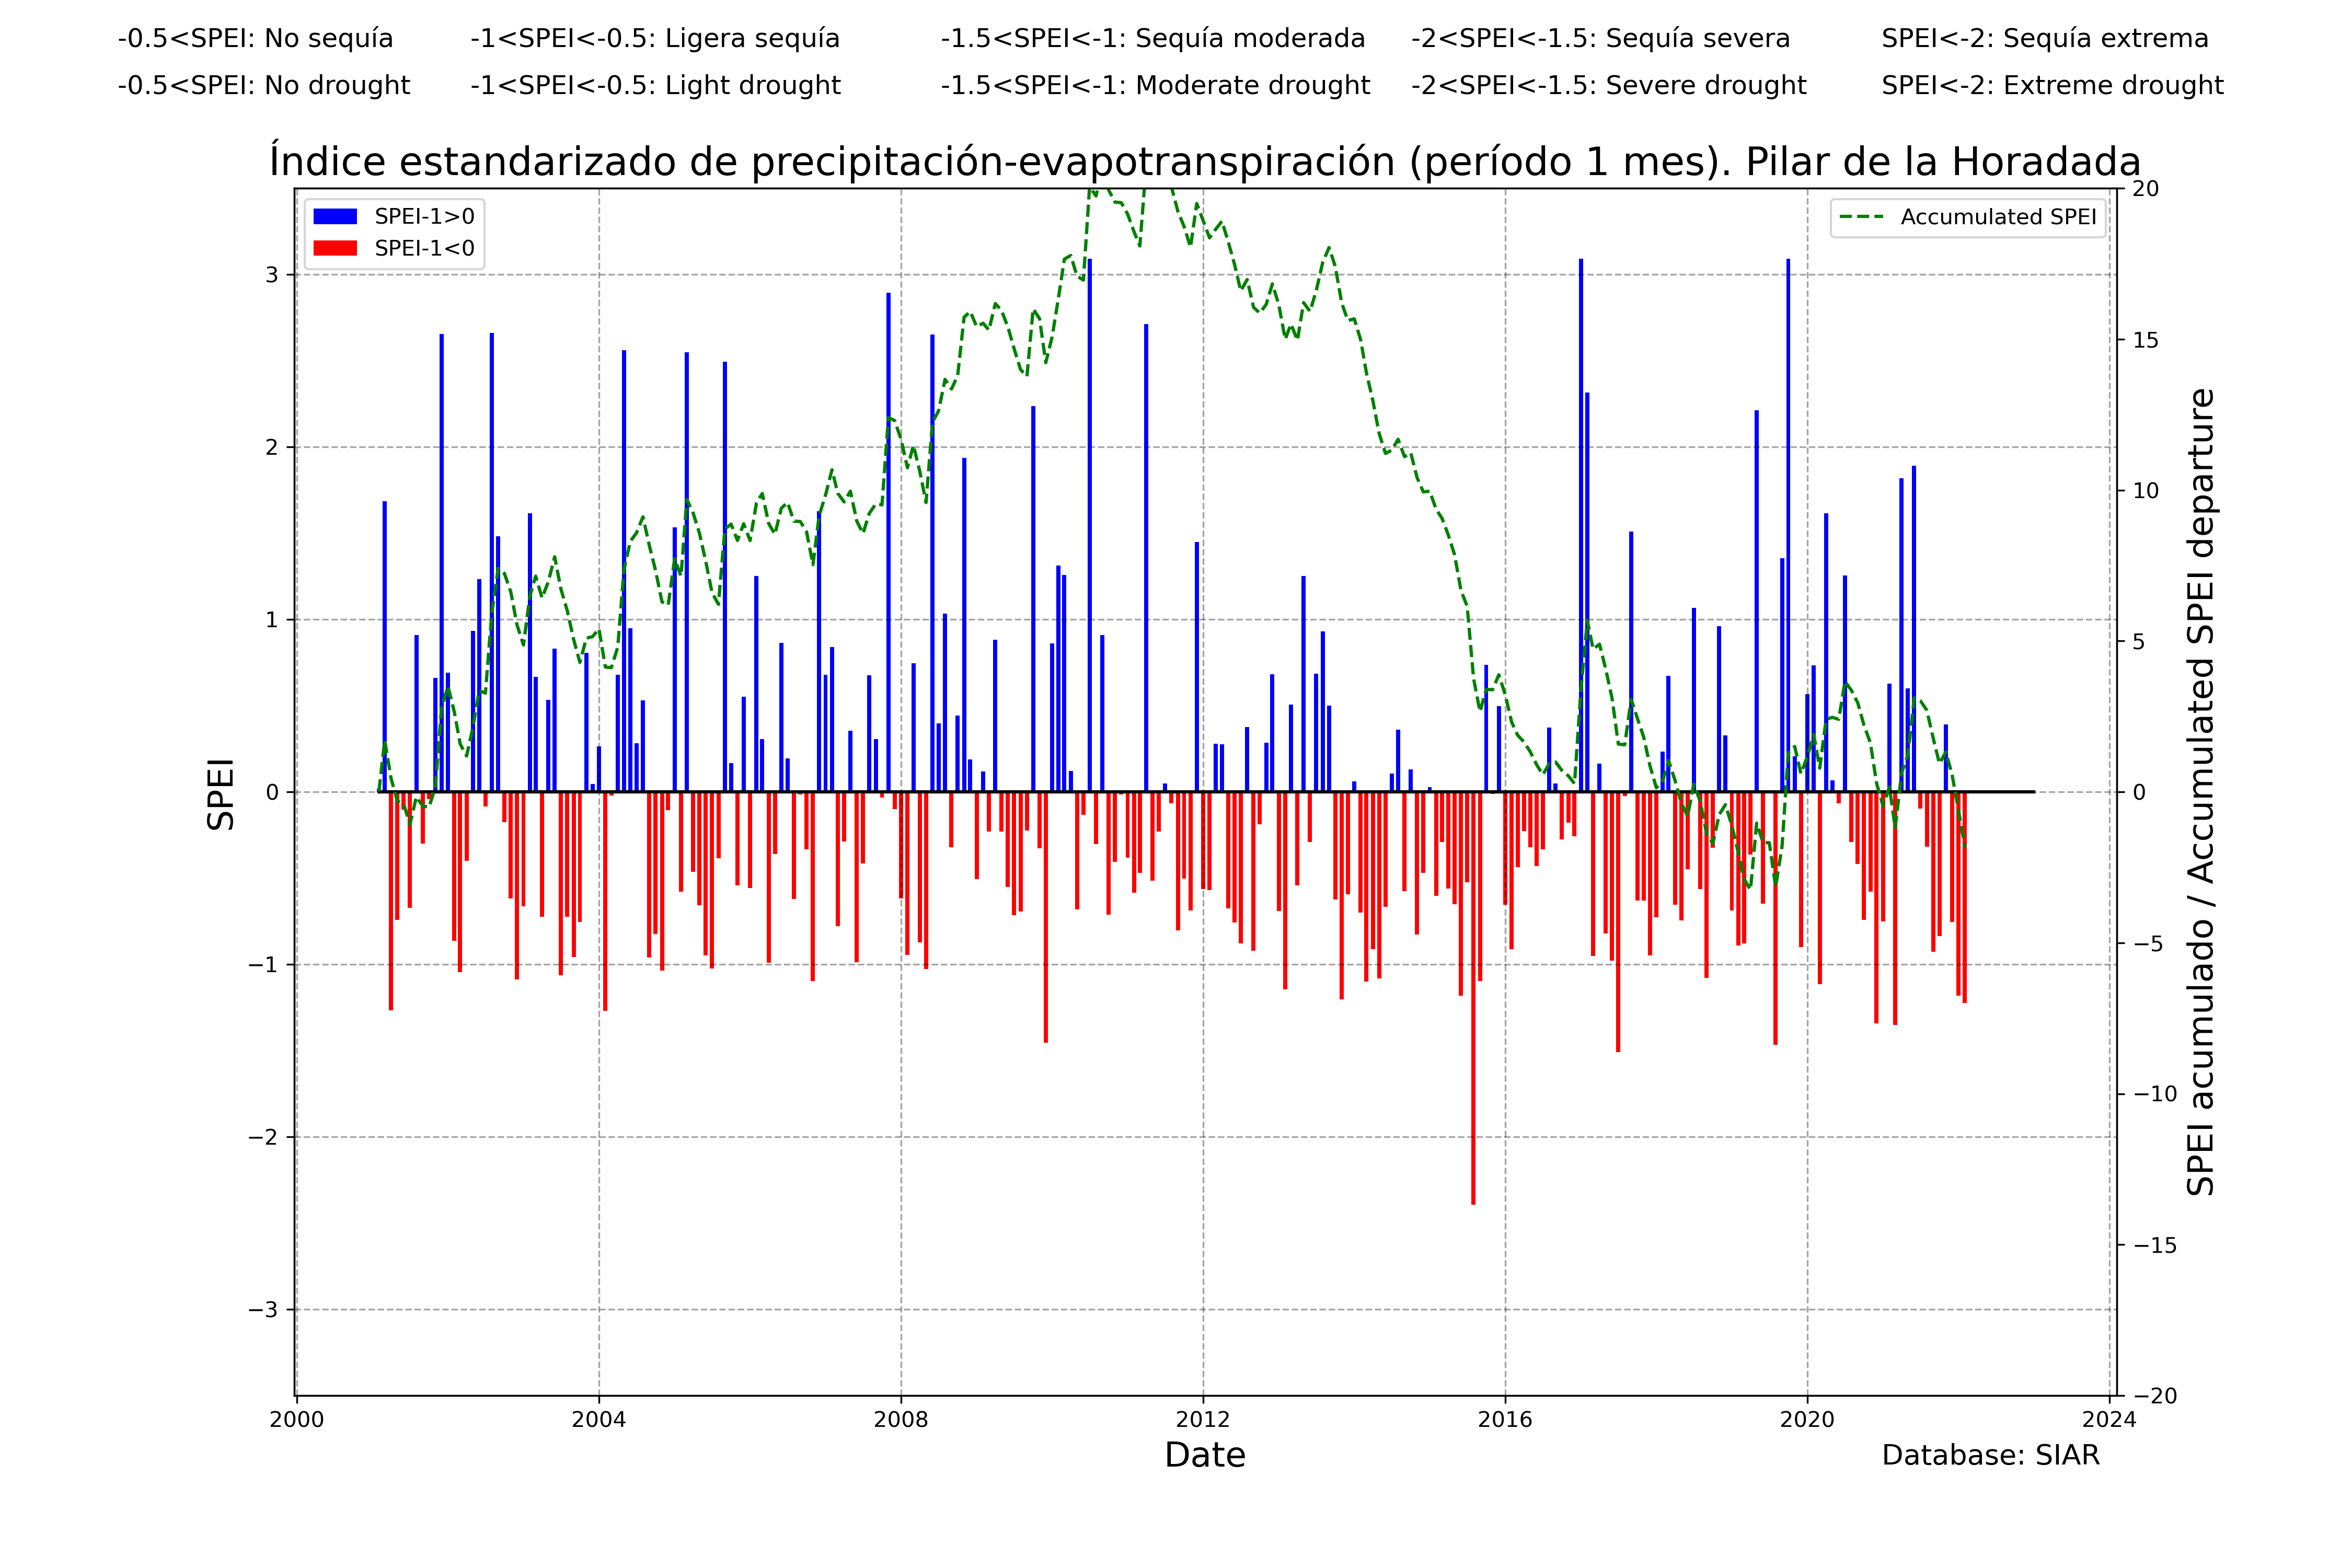 -0.5<SPEI: No sequía -1<SPEI<-0.5: Ligera sequía -1.5<SPEI<-1: Sequía moderada -2<SPEI<-1.5: Sequía severa SPEI<-2: Sequía extrema
-0.5<SPEI: No drought -1<SPEI<-0.5: Light drought -1.5<SPEI<-1: Moderate drought -2<SPEI<-1.5: Severe drought SPEI<-2: Extreme drought
Índice estandarizado de precipitación-evapotranspiración (período 1 mes). Pilar de la Horadada
SPEI-1>0
SPEI-1<0
Accumulated SPEI
SPEI
3
2
1
0
−1
−2
−3
20
15
10
5
0
−5
−10
−15
−20
SPEI acumulado / Accumulated SPEI departure
2000 2004 2008 2012 2016 2020 2024
Date
Database: SIAR